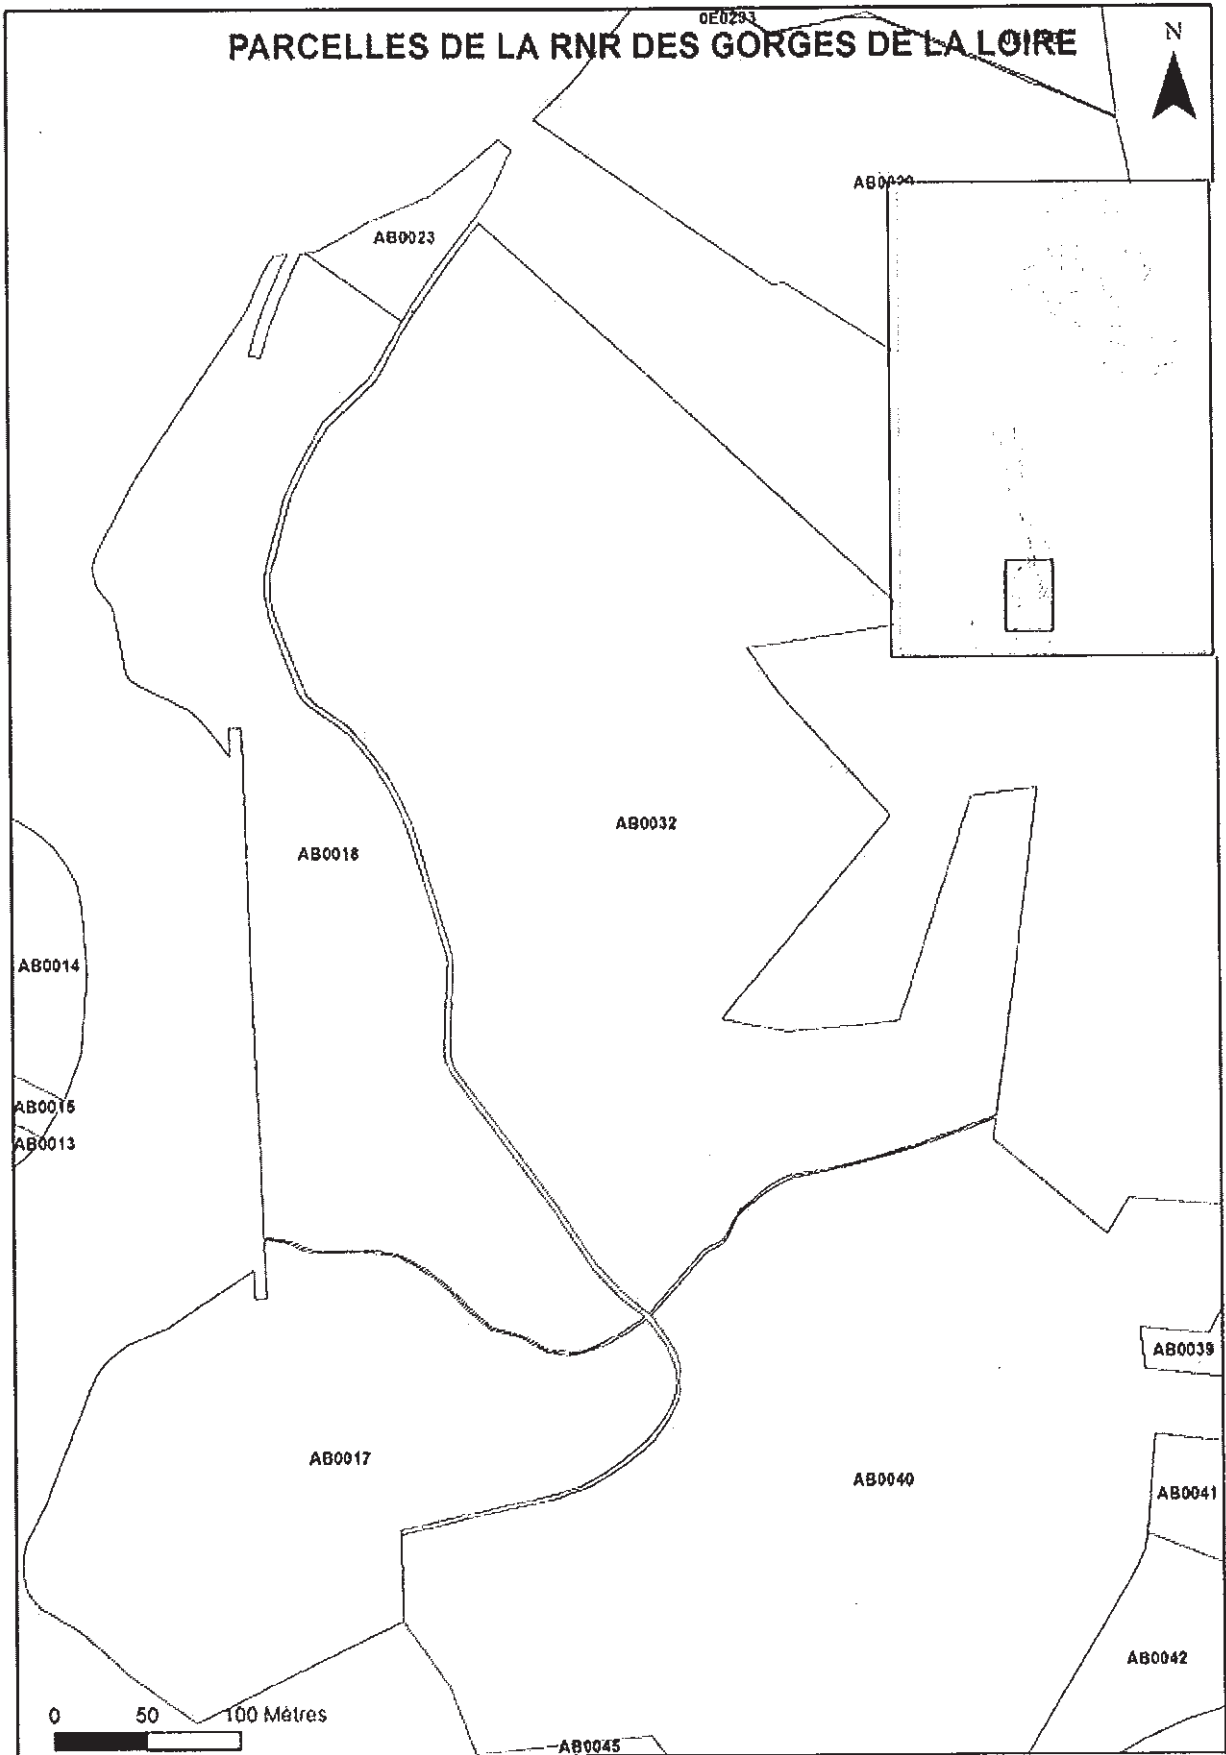 0E0293
PARCELLES DE LA RNR DES GORGES DE LA LOIRE
N
AB0023
AB0032
AB0018
AB0014
AB0015
AB0013
AB0039
AB0017
AB0040
AB0041
AB0042
0 50 100 Mètres
AB0045